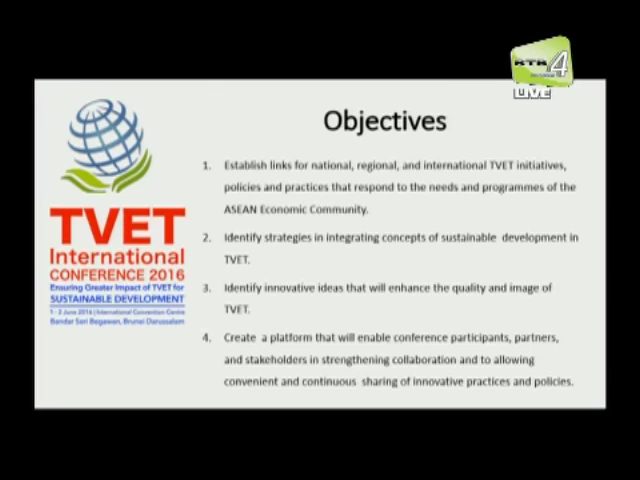 RTB 4
LIVE
Objectives
1. Establish links for national, regional, and international TVET initiatives,
policies and practices that respond to the needs and programmes of the
ASEAN Economic Community.
2. Identify strategies in integrating concepts of sustainable development in
TVET.
3. Identify innovative ideas that will enhance the quality and image of
TVET.
4. Create a platform that will enable conference participants, partners,
and stakeholders in strengthening collaboration and to allowing
convenient and continuous sharing of innovative practices and policies.
TVET
International
CONFERENCE 2016
Ensuring Greater Impact of TVET for
SUSTAINABLE DEVELOPMENT
1 - 2 June 2016 | International Convention Centre
Bandar Seri Begawan, Brunei Darussalam